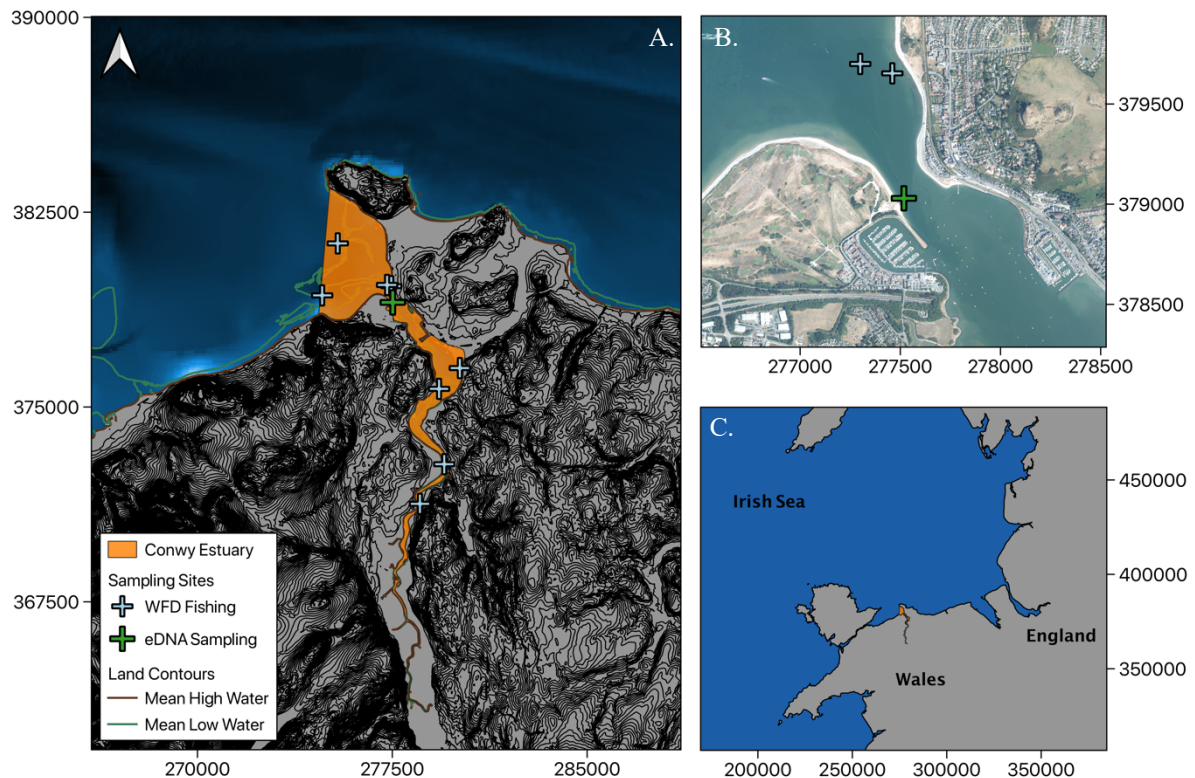 390000
382500
375000
367500
270000
277500
285000
A.
Conwy Estuary
Sampling Sites
WFD Fishing
eDNA Sampling
Land Contours
Mean High Water
Mean Low Water
B.
379500
379000
378500
277000
277500
278000
278500
C.
Irish Sea
England
Wales
450000
400000
350000
200000
250000
300000
350000